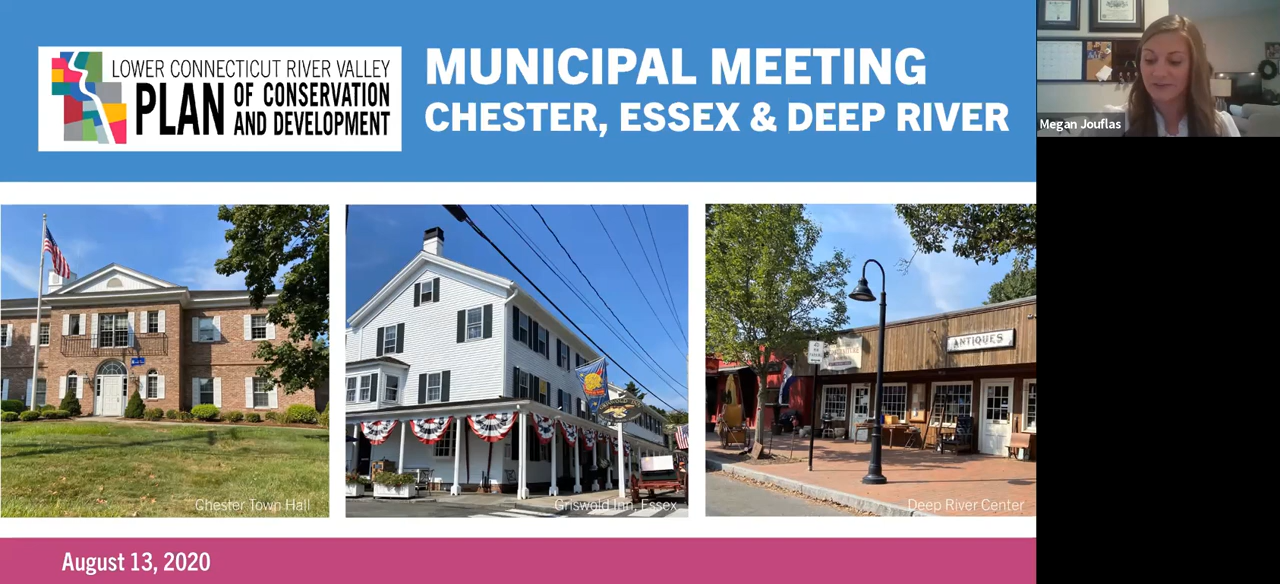 LOWER CONNECTICUT RIVER VALLEY
PLAN OF CONSERVATION
AND DEVELOPMENT
MUNICIPAL MEETING
CHESTER, ESSEX & DEEP RIVER
Megan Jouflas
ANTIQUES
Chester Town Hall
Griswold Inn, Essex
Deep River Center
August 13, 2020